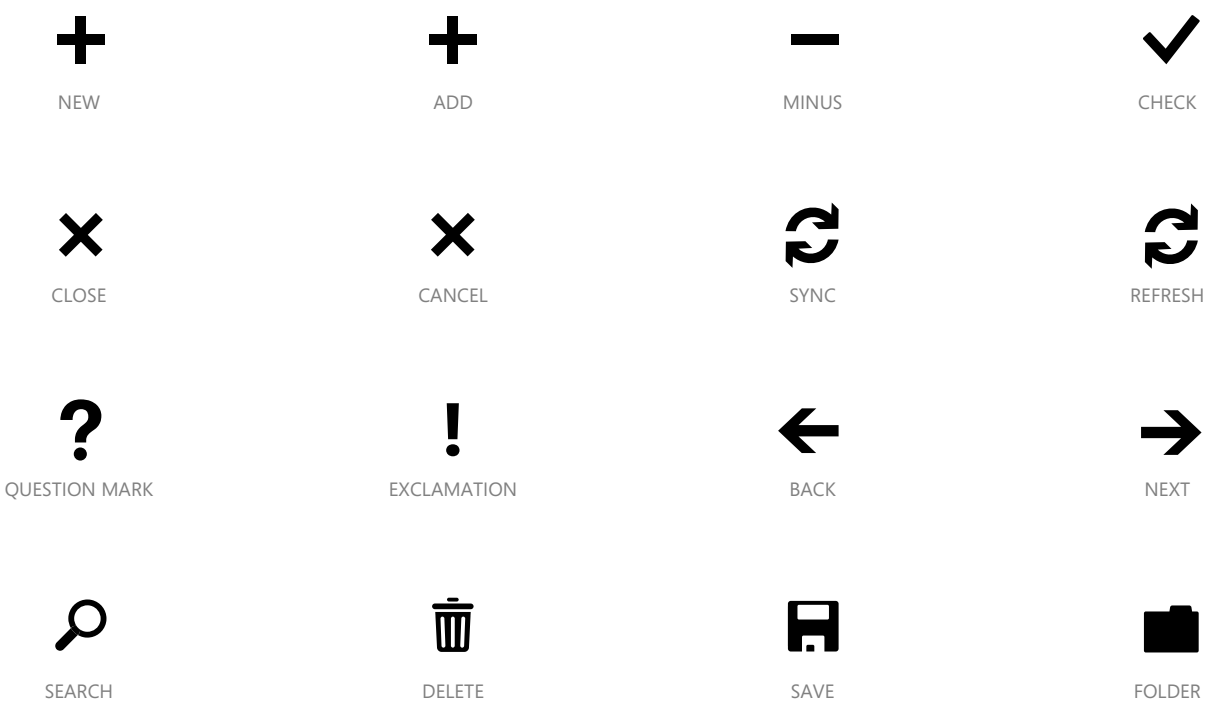 NEW ADD MINUS CHECK
CLOSE CANCEL SYNC REFRESH
QUESTION MARK EXCLAMATION BACK NEXT
SEARCH DELETE SAVE FOLDER